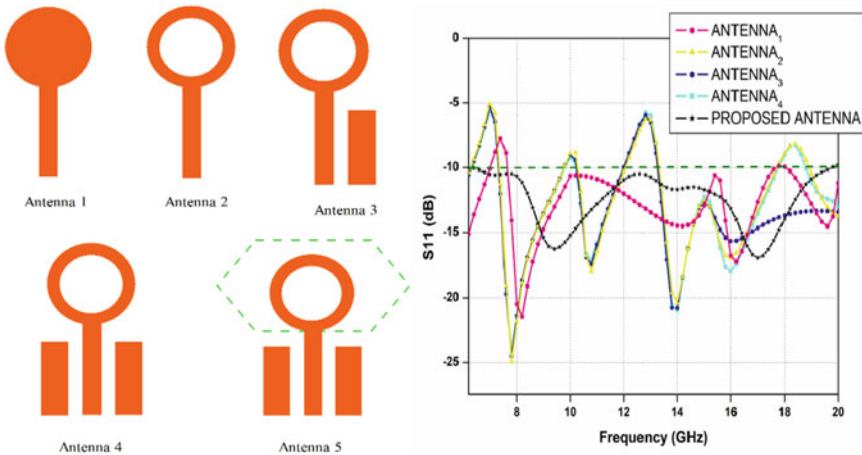 Antenna 1
Antenna 2
Antenna 3
Antenna 4
Antenna 5
S11 (dB)
0
-5
-10
-15
-20
-25
8
10
12
14
16
18
20
Frequency (GHz)
ANTENNA1
ANTENNA2
ANTENNA3
ANTENNA4
PROPOSED ANTENNA